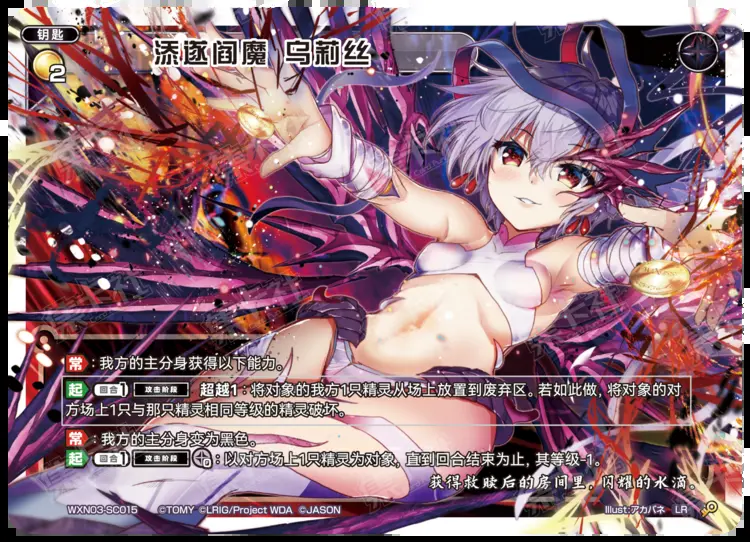 钥匙
2
添逐阎魔 乌莉丝
常：我方的主分身获得以下能力。
起 回合1 攻击阶段 超越1：将对象的我方1只精灵从场上放置到废弃区。若如此做，将对象的对
方场上1只与那只精灵相同等级的精灵破坏。
常：我方的主分身变为黑色。
起 回合1 攻击阶段：以对方场上1只精灵为对象，直到回合结束为止，其等级-1。
获得救赎后的房间里，闪耀的水滴。
WXN03-SC015 ©TOMY ©LRIG/Project WDA ©JASON Illust:アカバネ LR